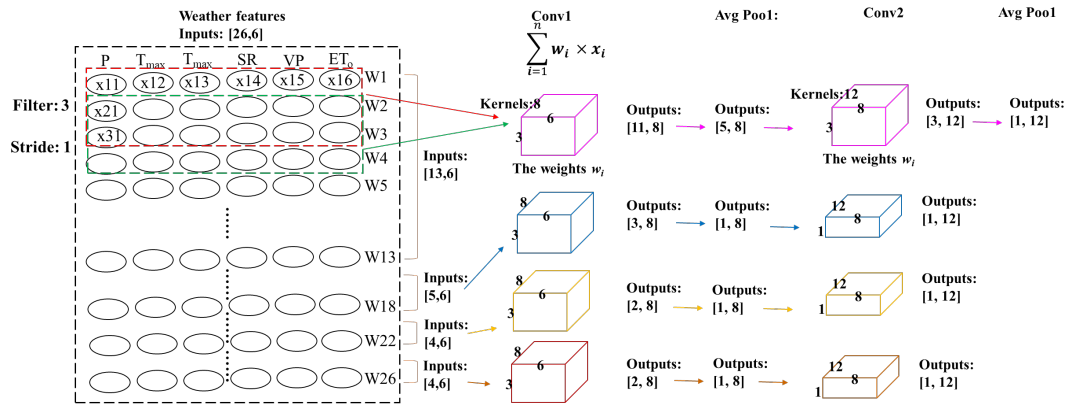 Weather features
Inputs: [26,6]
Conv1
Avg Poo1:
Conv2
Avg Poo1
P
T_max
T_max
SR
VP
ET_o
x11
x12
x13
x14
x15
x16
W1
x21
W2
x31
W3
W4
W5
W13
W18
W22
W26
Filter: 3
Stride: 1
n
∑ w_i × x_i
i=1
Kernels:8
6
3
The weights w_i
Inputs:
[13,6]
Outputs:
[11, 8]
Outputs:
[5, 8]
Kernels:12
8
3
The weights w_i
Outputs:
[3, 12]
Outputs:
[1, 12]
Inputs:
[5,6]
8
6
3
Outputs:
[3, 8]
Outputs:
[1, 8]
12
8
1
Outputs:
[1, 12]
Inputs:
[4,6]
8
6
3
Outputs:
[2, 8]
Outputs:
[1, 8]
12
8
1
Outputs:
[1, 12]
Inputs:
[4,6]
8
6
3
Outputs:
[2, 8]
Outputs:
[1, 8]
12
8
1
Outputs:
[1, 12]